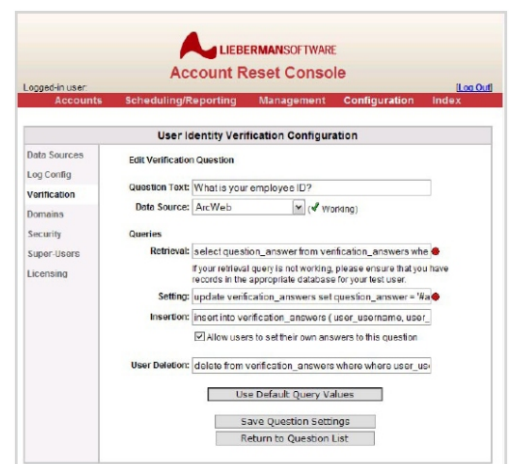 LIEBERMANSOFTWARE
Account Reset Console
Logged-in user: [Log Out]
Accounts Scheduling/Reporting Management Configuration Index
User Identity Verification Configuration
Data Sources
Log Config
Verification
Domains
Security
Super-Users
Licensing
Edit Verification Question
Question Text: What is your employee ID?
Data Source: ArcWeb (✔ Working)
Queries
Retrieval: select question_answer from verification_answers whe
If your retrieval query is not working, please ensure that you have
records in the appropriate database for your test user.
Setting: update verification_answers set question_answer = '#a
Insertion: insert into verification_answers ( user_username, user_
Allow users to set their own answers to this question
User Deletion: delete from verification_answers where where user_us
Use Default Query Values
Save Question Settings
Return to Question List